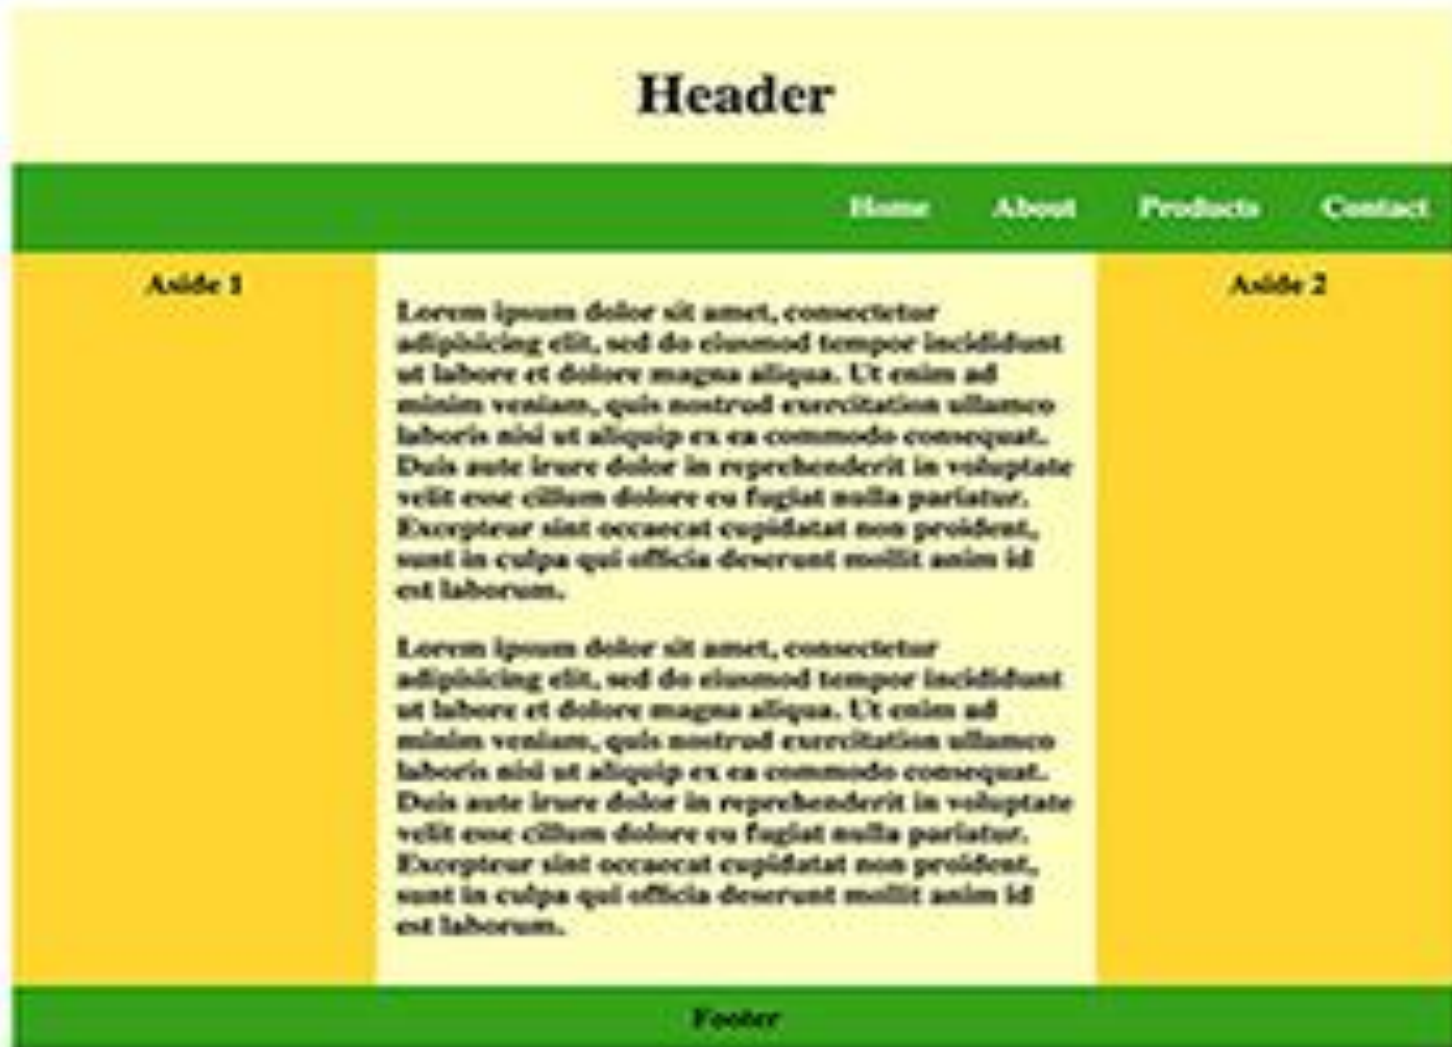 Header
Home About Products Contact
Aside 1
Lorem ipsum dolor sit amet, consectetur
adipisicing elit, sed do eiusmod tempor incididunt
ut labore et dolore magna aliqua. Ut enim ad
minim veniam, quis nostrud exercitation ullamco
laboris nisi ut aliquip ex ea commodo consequat.
Duis aute irure dolor in reprehenderit in voluptate
velit esse cillum dolore eu fugiat nulla pariatur.
Excepteur sint occaecat cupidatat non proident,
sunt in culpa qui officia deserunt mollit anim id
est laborum.
Lorem ipsum dolor sit amet, consectetur
adipisicing elit, sed do eiusmod tempor incididunt
ut labore et dolore magna aliqua. Ut enim ad
minim veniam, quis nostrud exercitation ullamco
laboris nisi ut aliquip ex ea commodo consequat.
Duis aute irure dolor in reprehenderit in voluptate
velit esse cillum dolore eu fugiat nulla pariatur.
Excepteur sint occaecat cupidatat non proident,
sunt in culpa qui officia deserunt mollit anim id
est laborum.
Aside 2
Footer